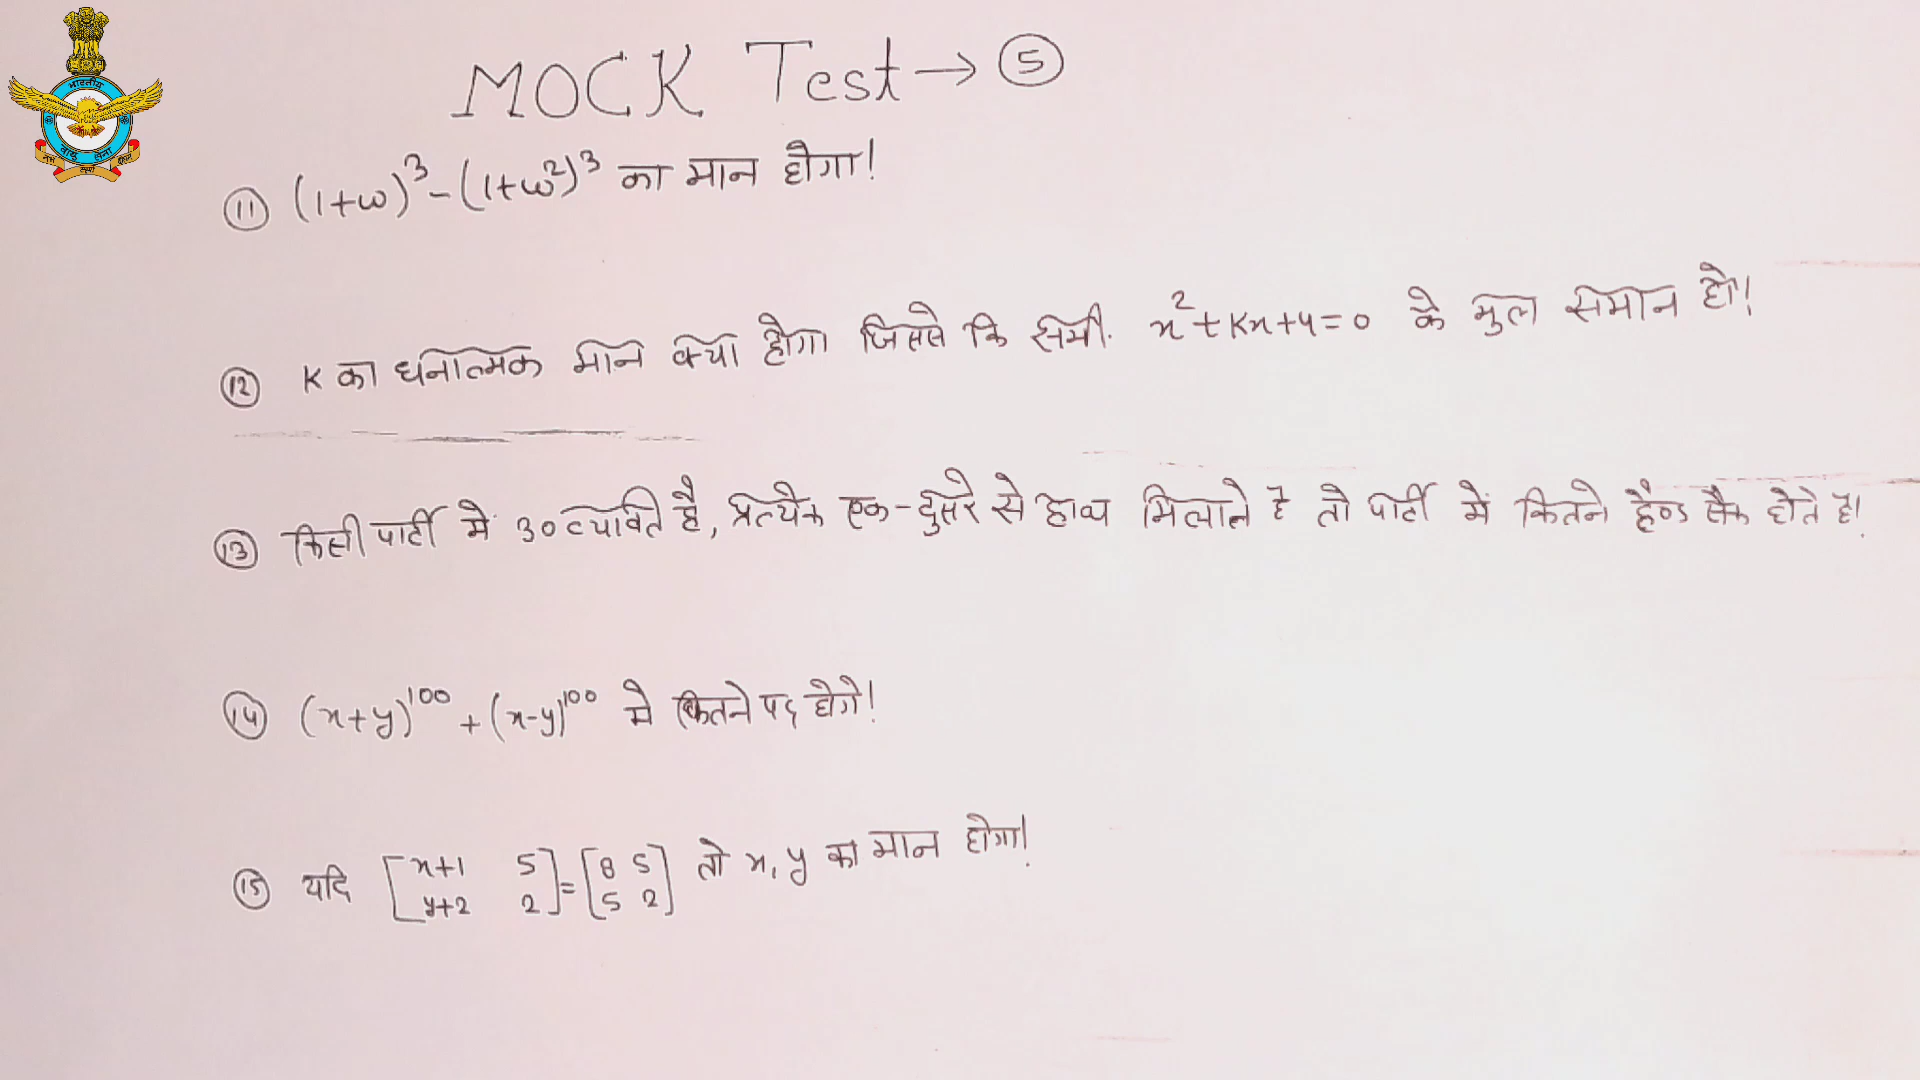 MOCK Test → ⑤
⑪ (1+ω)³-(1+ω²)³ का मान होगा!
⑫ K का धनात्मक मान क्या होगा जिससे कि समी. x²+Kx+4=0 के मुल समान हो!
⑬ किसी पार्टी में 30 व्यक्ति है, प्रत्येक एक-दुसरे से हाथ मिलाते है तो पार्टी में कितने हैण्ड सैक होते है!
⑭ (x+y)¹⁰⁰+(x-y)¹⁰⁰ मे कितने पद होगे!
⑮ यदि [x+1 5 = [8 5] तो x, y का मान होगा!
y+2 2] 5 2]
भारतीय
वायु सेना